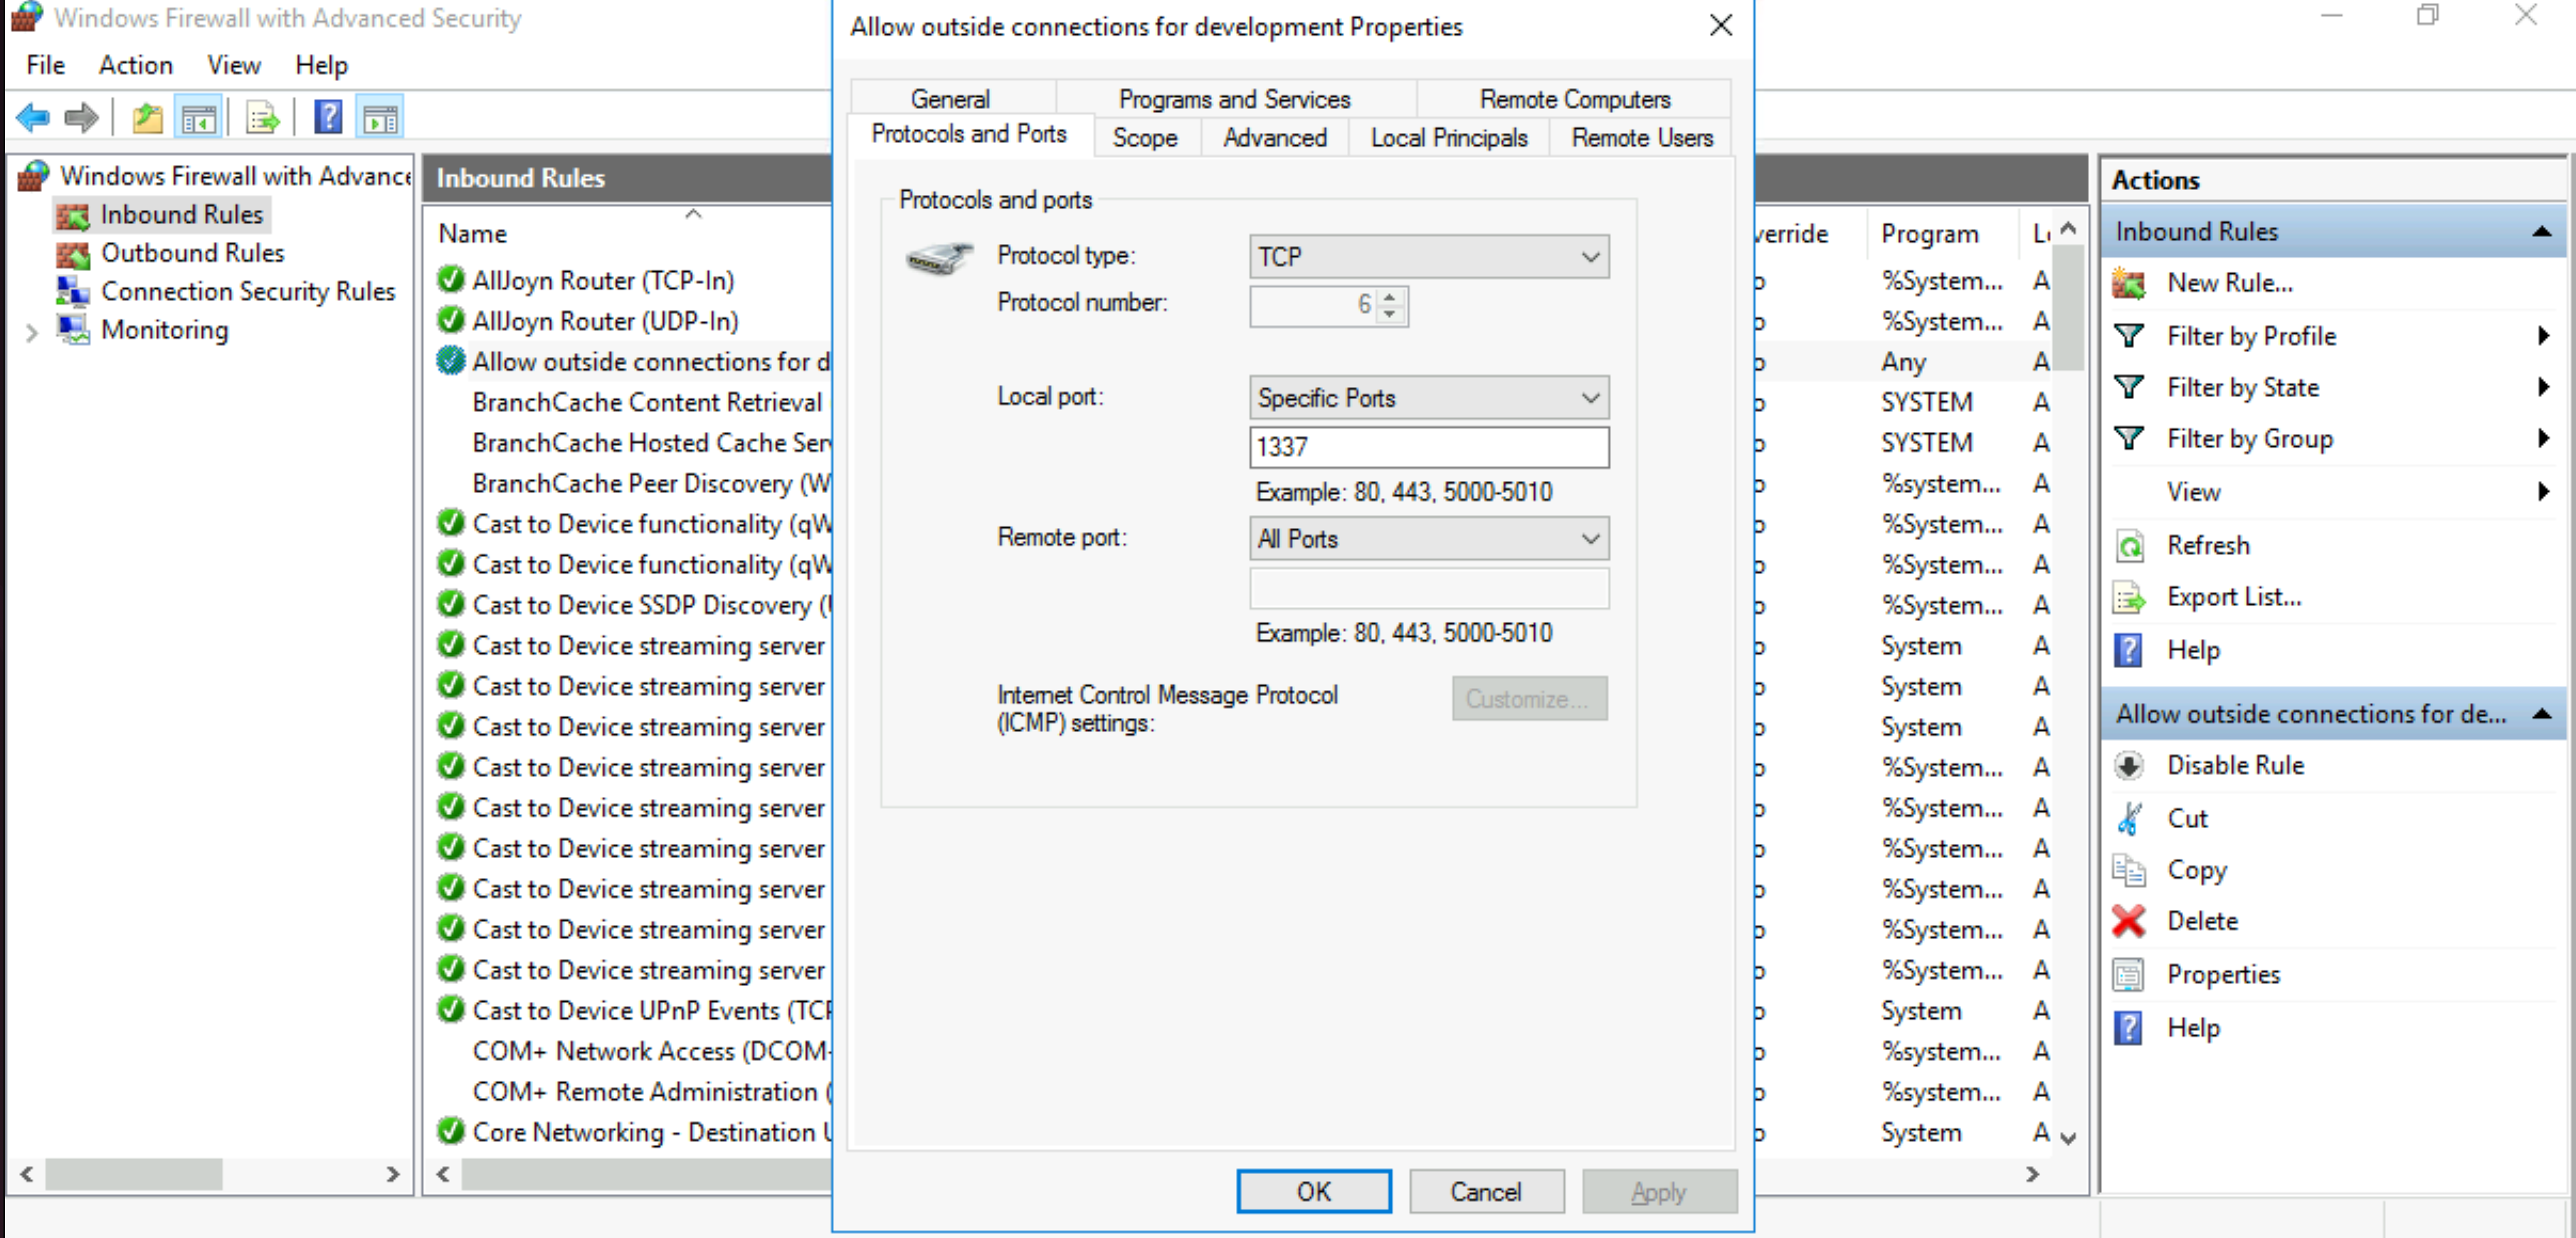 Windows Firewall with Advanced Security
File Action View Help
Windows Firewall with Advance
Inbound Rules
Outbound Rules
Connection Security Rules
Monitoring
Inbound Rules
Name
AllJoyn Router (TCP-In)
AllJoyn Router (UDP-In)
Allow outside connections for d
BranchCache Content Retrieval
BranchCache Hosted Cache Serv
BranchCache Peer Discovery (W
Cast to Device functionality (qW
Cast to Device functionality (qW
Cast to Device SSDP Discovery (U
Cast to Device streaming server
Cast to Device streaming server
Cast to Device streaming server
Cast to Device streaming server
Cast to Device streaming server
Cast to Device streaming server
Cast to Device streaming server
Cast to Device streaming server
Cast to Device streaming server
Cast to Device UPnP Events (TCP
COM+ Network Access (DCOM-
COM+ Remote Administration (
Core Networking - Destination U
Allow outside connections for development Properties
General Programs and Services Remote Computers
Protocols and Ports Scope Advanced Local Principals Remote Users
Protocols and ports
Protocol type: TCP
Protocol number: 6
Local port: Specific Ports
1337
Example: 80, 443, 5000-5010
Remote port: All Ports
Example: 80, 443, 5000-5010
Internet Control Message Protocol
(ICMP) settings:
Customize...
OK Cancel Apply
verride Program L
o %System... A
o %System... A
o Any A
o SYSTEM A
o SYSTEM A
o %system... A
o %System... A
o %System... A
o %System... A
o System A
o System A
o System A
o %System... A
o %System... A
o %System... A
o %System... A
o %System... A
o %System... A
o System A
o %system... A
o %system... A
o System A
Actions
Inbound Rules
New Rule...
Filter by Profile
Filter by State
Filter by Group
View
Refresh
Export List...
Help
Allow outside connections for de...
Disable Rule
Cut
Copy
Delete
Properties
Help